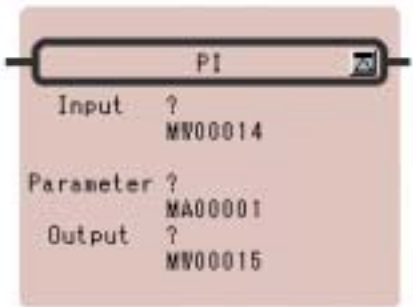 PI
Input ?
MW00014
Parameter ?
MA00001
Output ?
MW00015